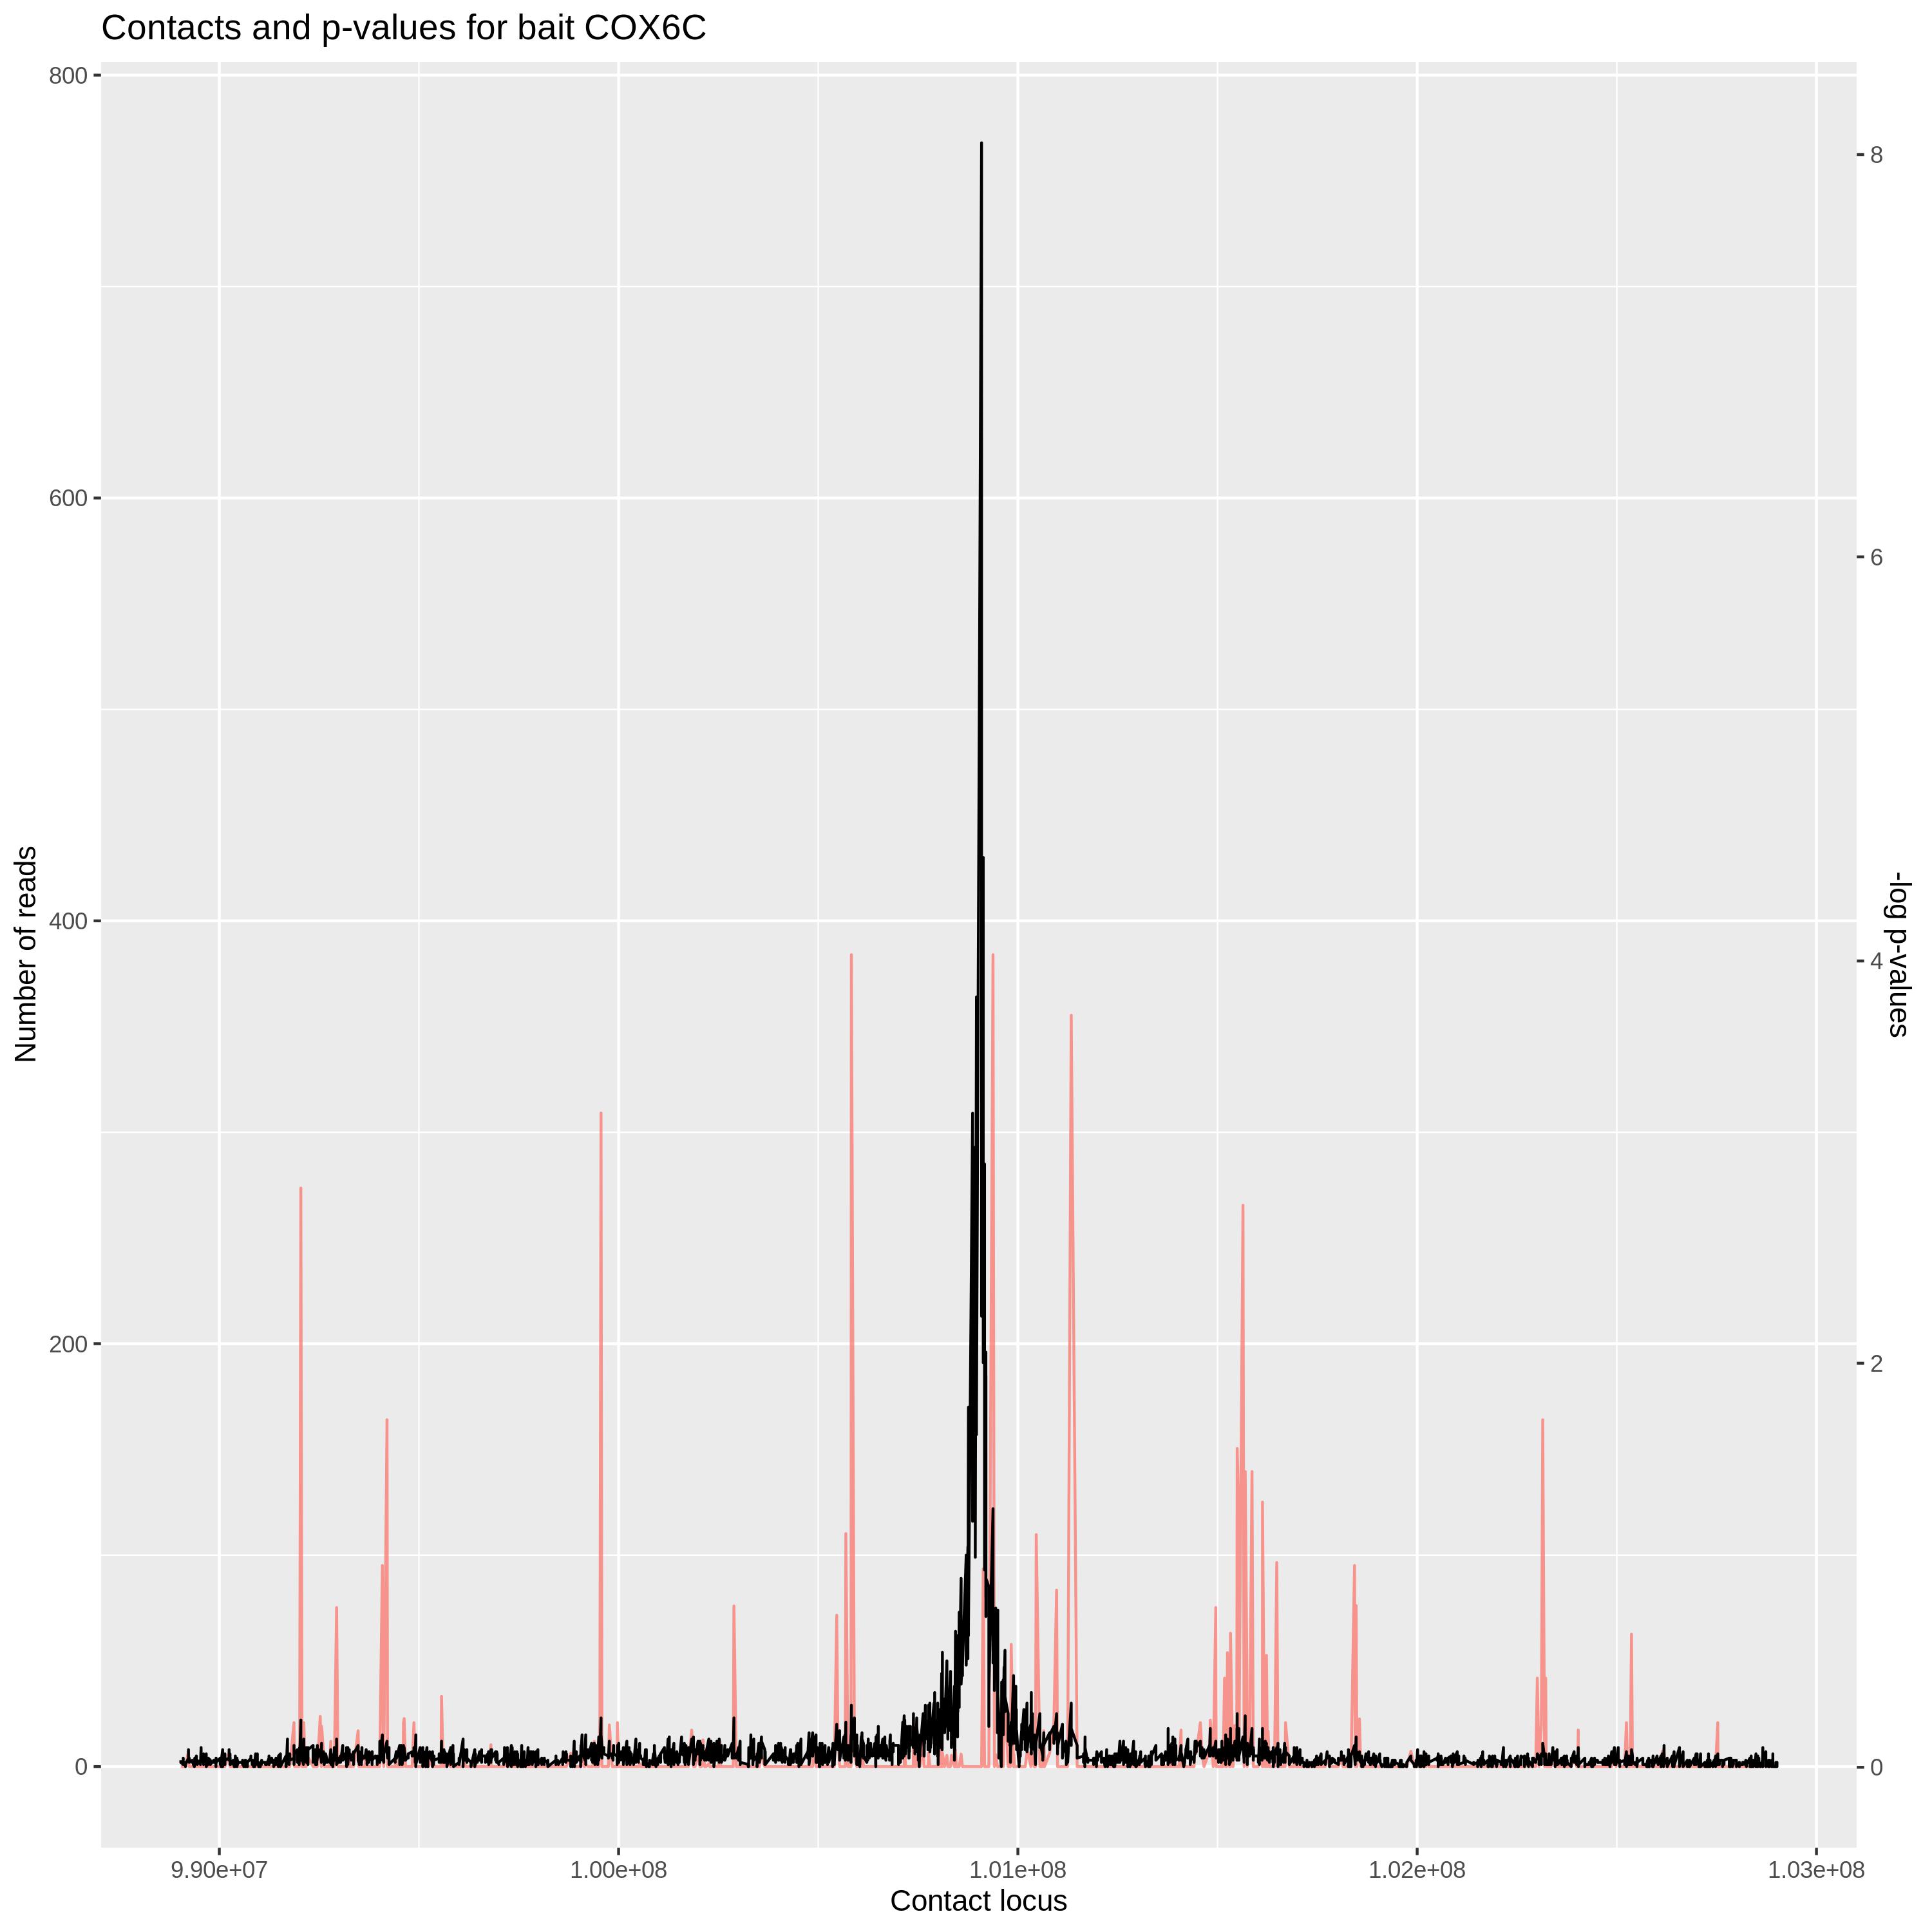 Contacts and p-values for bait COX6C
800
600
400
200
0
Number of reads
8
6
4
2
0
-log p-values
9.90e+07
1.00e+08
1.01e+08
1.02e+08
1.03e+08
Contact locus